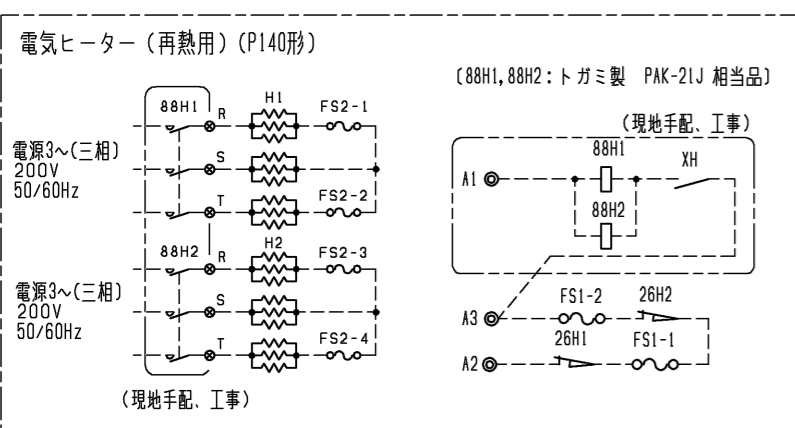 電気ヒーター（再熱用）(P140形)
〔88H1,88H2：トガミ製　PAK-21J 相当品〕
(現地手配、工事)
88H1
R
H1
FS2-1
電源3~(三相)
200V
50/60Hz
S
T
FS2-2
88H2
R
H2
FS2-3
電源3~(三相)
200V
50/60Hz
S
T
FS2-4
(現地手配、工事)
88H1
XH
A1
88H2
FS1-2
26H2
A3
26H1
FS1-1
A2